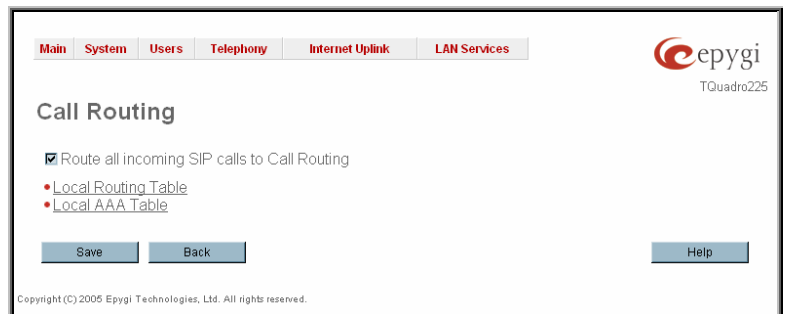 Main System Users Telephony Internet Uplink LAN Services
epygi
TQuadro225
Call Routing
Route all incoming SIP calls to Call Routing
Local Routing Table
Local AAA Table
Save Back Help
Copyright (C) 2005 Epygi Technologies, Ltd. All rights reserved.